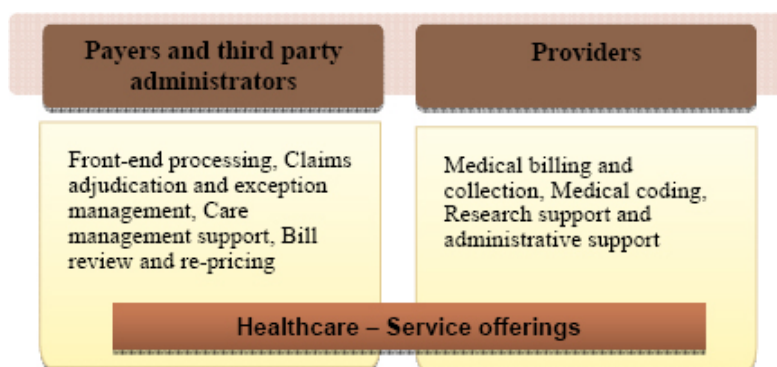 Payers and third party
administrators
Front-end processing, Claims
adjudication and exception
management, Care
management support, Bill
review and re-pricing
Providers
Medical billing and
collection, Medical coding,
Research support and
administrative support
Healthcare – Service offerings